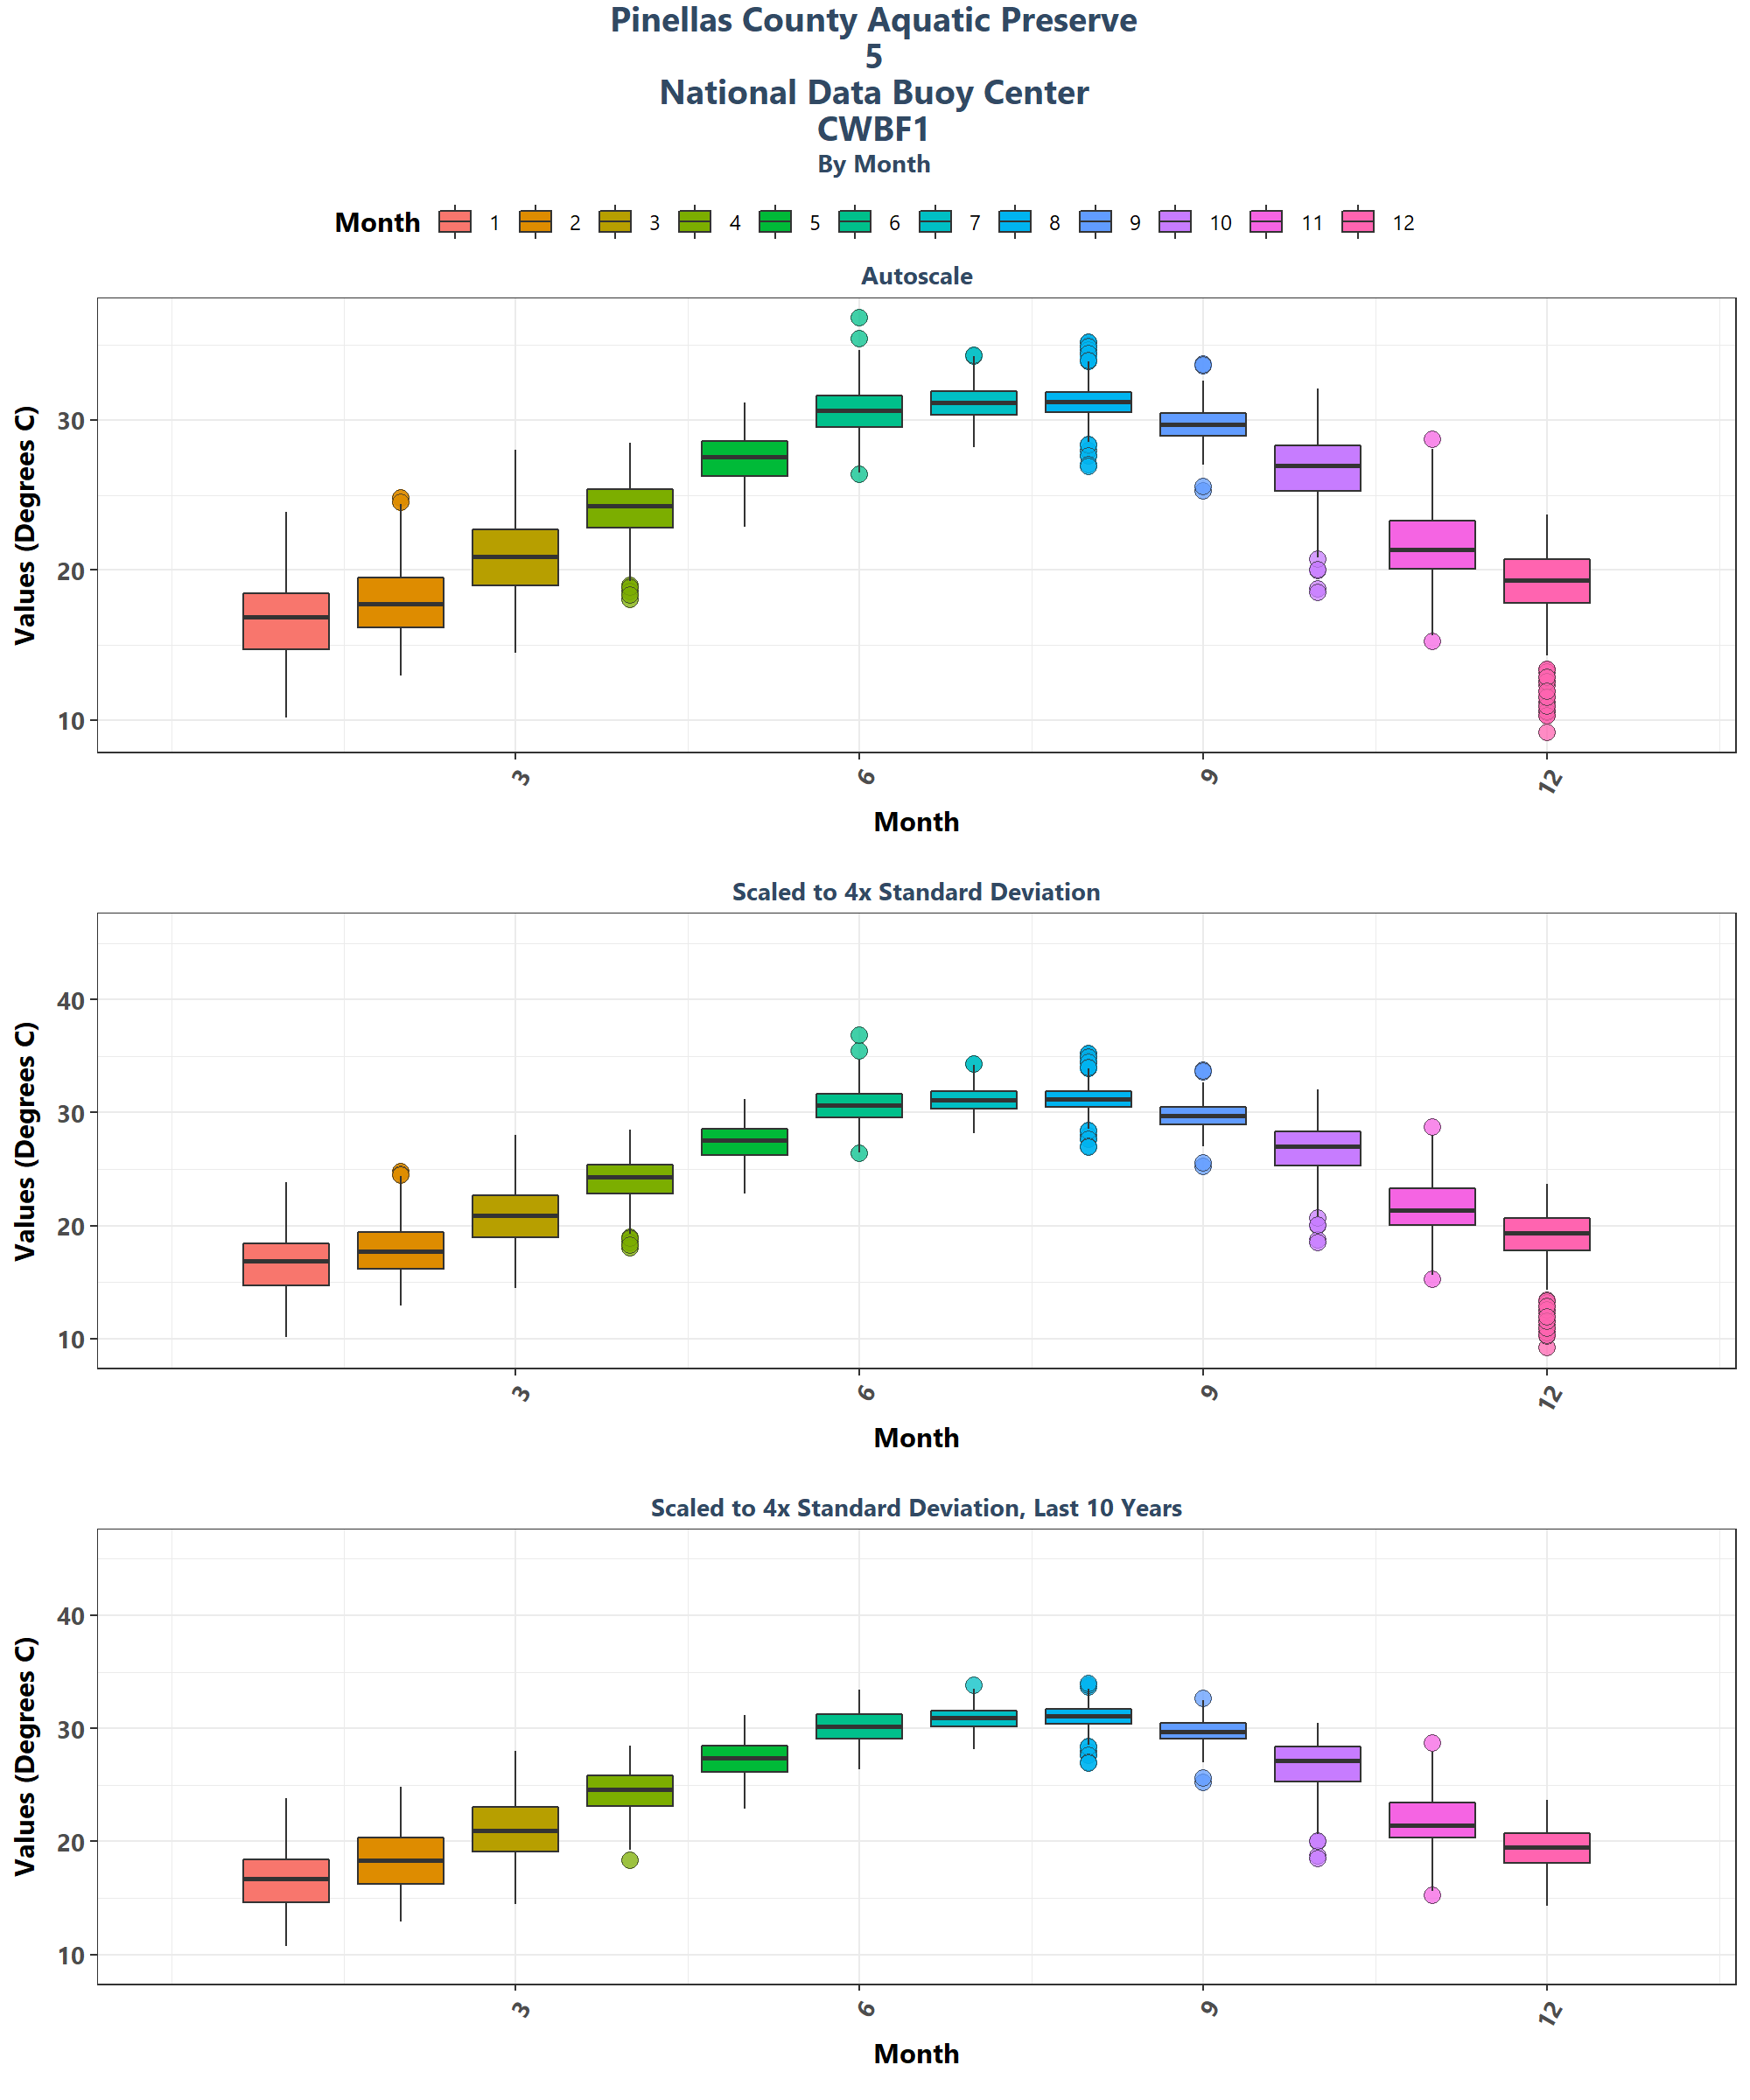 Pinellas County Aquatic Preserve
5
National Data Buoy Center
CWBF1
By Month
Month 1 2 3 4 5 6 7 8 9 10 11 12
Autoscale
Values (Degrees C)
30
20
10
3 6 9 12
Month
Scaled to 4x Standard Deviation
Values (Degrees C)
40
30
20
10
3 6 9 12
Month
Scaled to 4x Standard Deviation, Last 10 Years
Values (Degrees C)
40
30
20
10
3 6 9 12
Month